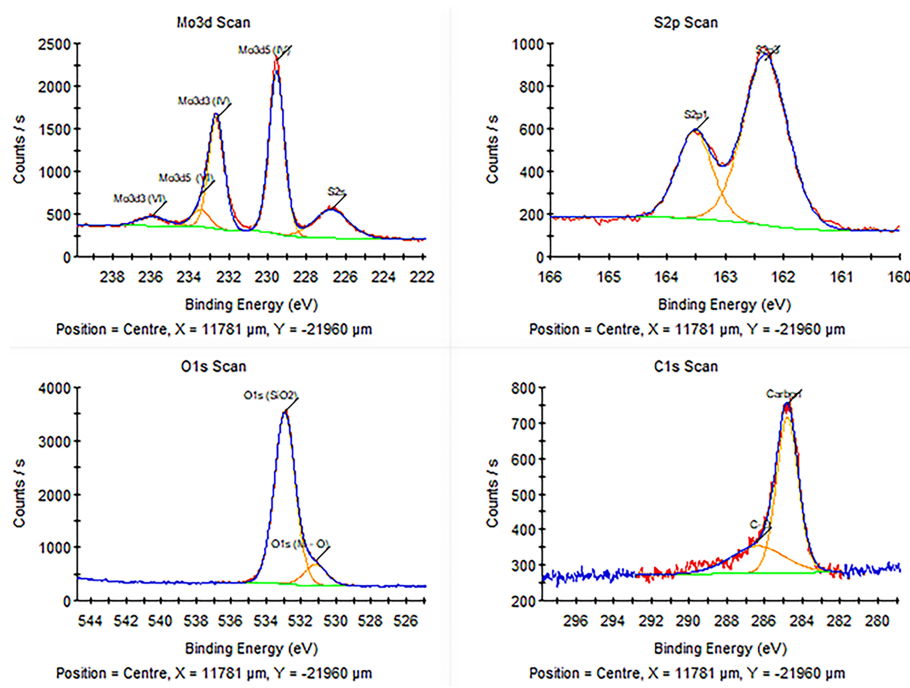 Mo3d Scan
2500
2000
1500
1000
500
0
Counts / s
Mo3d5 (IV)
Mo3d3 (IV)
Mo3d5 (VI)
Mo3d3 (VI)
S2s
238 236 234 232 230 228 226 224 222
Binding Energy (eV)
Position = Centre, X = 11781 µm, Y = -21960 µm
S2p Scan
1000
800
600
400
200
0
Counts / s
S2p3
S2p1
166 165 164 163 162 161 160
Binding Energy (eV)
Position = Centre, X = 11781 µm, Y = -21960 µm
O1s Scan
4000
3000
2000
1000
0
Counts / s
O1s (SiO2)
O1s (M - O)
544 542 540 538 536 534 532 530 528 526
Binding Energy (eV)
Position = Centre, X = 11781 µm, Y = -21960 µm
C1s Scan
800
700
600
500
400
300
200
Counts / s
Carbon
296 294 292 290 288 286 284 282 280
Binding Energy (eV)
Position = Centre, X = 11781 µm, Y = -21960 µm